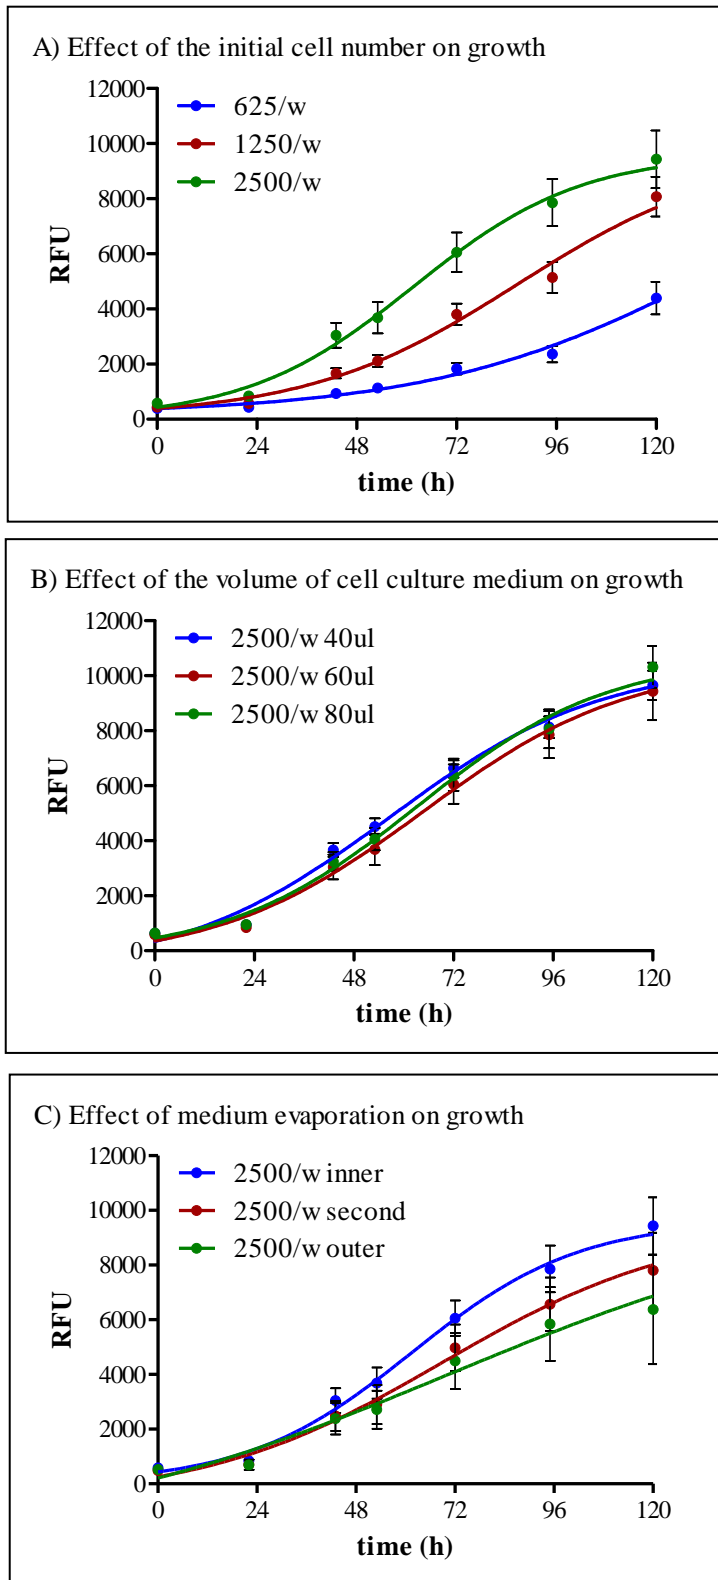 A) Effect of the initial cell number on growth
12000
10000
8000
6000
4000
2000
0
RFU
625/w
1250/w
2500/w
0 24 48 72 96 120
time (h)
B) Effect of the volume of cell culture medium on growth
12000
10000
8000
6000
4000
2000
0
RFU
2500/w 40ul
2500/w 60ul
2500/w 80ul
0 24 48 72 96 120
time (h)
C) Effect of medium evaporation on growth
12000
10000
8000
6000
4000
2000
0
RFU
2500/w inner
2500/w second
2500/w outer
0 24 48 72 96 120
time (h)